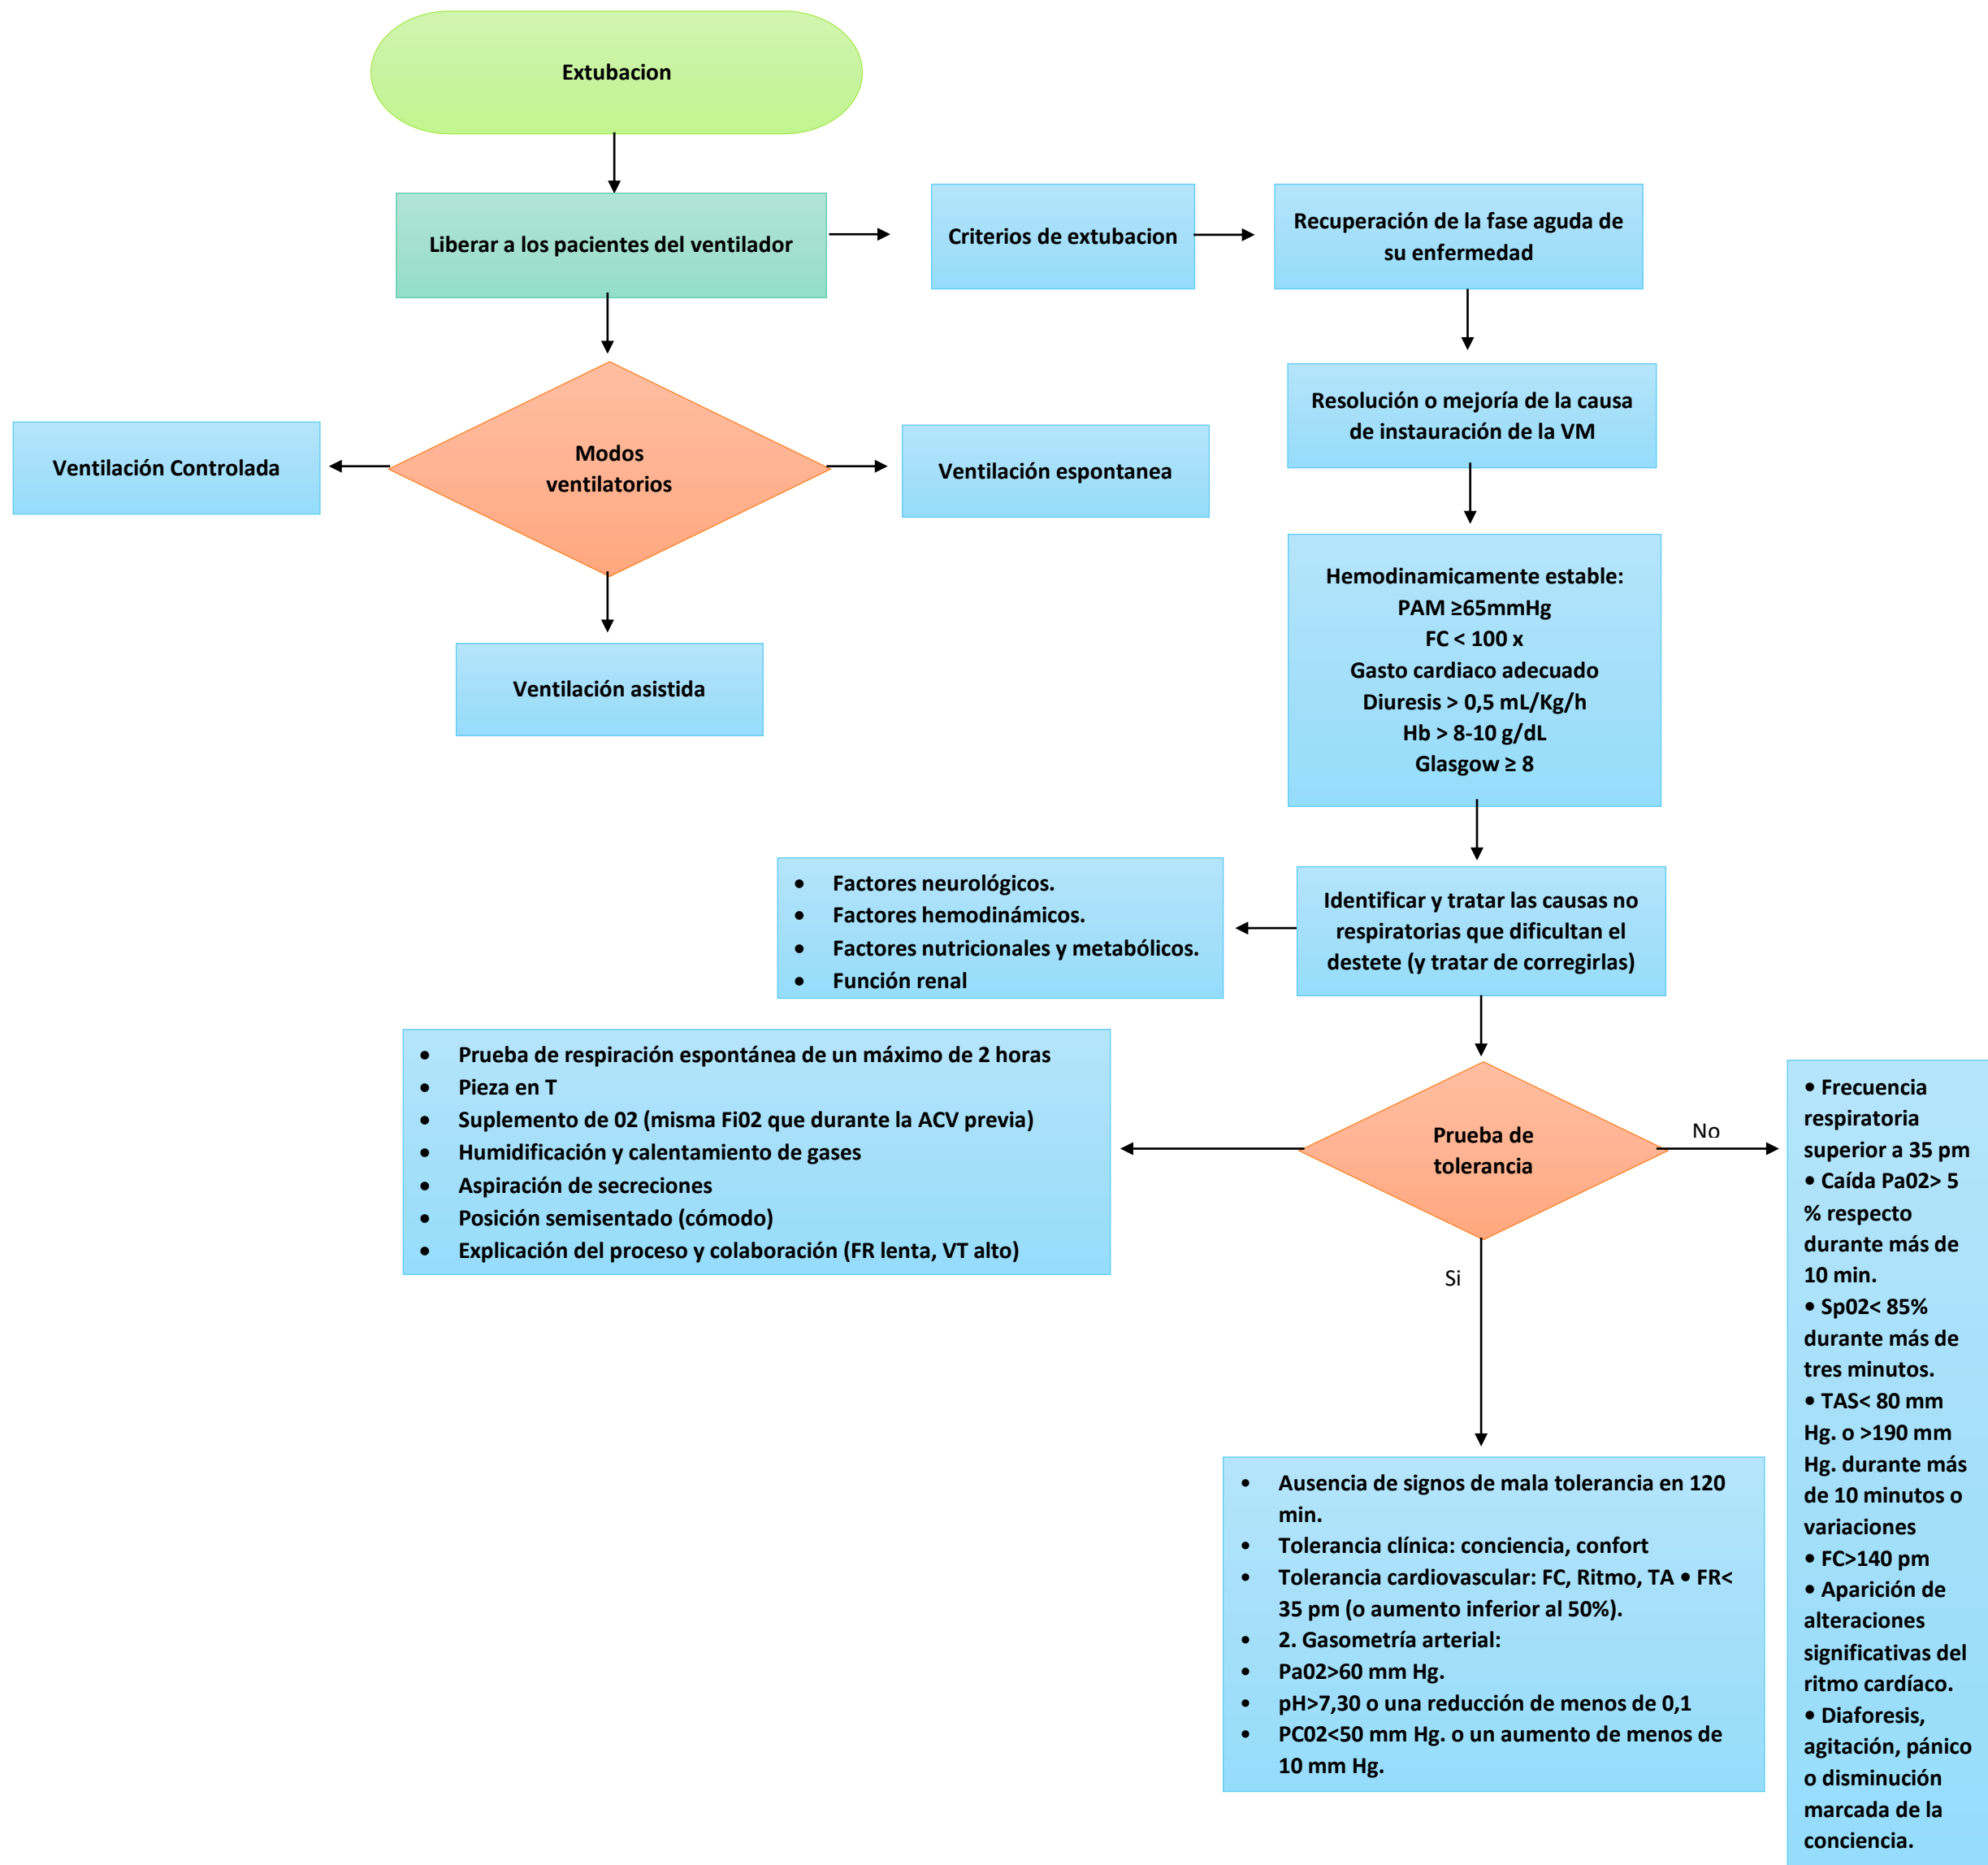 Extubacion
Liberar a los pacientes del ventilador
Criterios de extubacion
Recuperación de la fase aguda de
su enfermedad
Resolución o mejoría de la causa
de instauración de la VM
Modos
ventilatorios
Ventilación Controlada
Ventilación espontanea
Ventilación asistida
Hemodinamicamente estable:
PAM ≥65mmHg
FC < 100 x
Gasto cardiaco adecuado
Diuresis > 0,5 mL/Kg/h
Hb > 8-10 g/dL
Glasgow ≥ 8
Identificar y tratar las causas no
respiratorias que dificultan el
destete (y tratar de corregirlas)
• Factores neurológicos.
• Factores hemodinámicos.
• Factores nutricionales y metabólicos.
• Función renal
Prueba de
tolerancia
• Prueba de respiración espontánea de un máximo de 2 horas
• Pieza en T
• Suplemento de 02 (misma Fi02 que durante la ACV previa)
• Humidificación y calentamiento de gases
• Aspiración de secreciones
• Posición semisentado (cómodo)
• Explicación del proceso y colaboración (FR lenta, VT alto)
No
• Frecuencia
respiratoria
superior a 35 pm
• Caída Pa02> 5
% respecto
durante más de
10 min.
• Sp02< 85%
durante más de
tres minutos.
• TAS< 80 mm
Hg. o >190 mm
Hg. durante más
de 10 minutos o
variaciones
• FC>140 pm
• Aparición de
alteraciones
significativas del
ritmo cardíaco.
• Diaforesis,
agitación, pánico
o disminución
marcada de la
conciencia.
Si
• Ausencia de signos de mala tolerancia en 120
min.
• Tolerancia clínica: conciencia, confort
• Tolerancia cardiovascular: FC, Ritmo, TA • FR<
35 pm (o aumento inferior al 50%).
• 2. Gasometría arterial:
• Pa02>60 mm Hg.
• pH>7,30 o una reducción de menos de 0,1
• PC02<50 mm Hg. o un aumento de menos de
10 mm Hg.